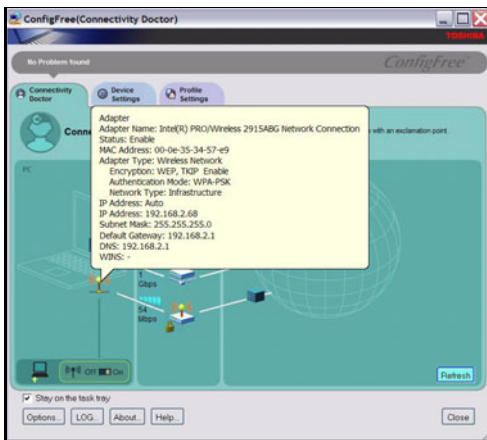 ConfigFree(Connectivity Doctor)
TOSHIBA
No Problem found
ConfigFree
Connectivity
Doctor
Device
Settings
Profile
Settings
Conne
with an exclamation point.
Adapter
Adapter Name: Intel(R) PRO/Wireless 2915ABG Network Connection
Status: Enable
MAC Address: 00-0e-35-34-57-e9
Adapter Type: Wireless Network
Encryption: WEP, TKIP Enable
Authentication Mode: WPA-PSK
Network Type: Infrastructure
IP Address: Auto
IP Address: 192.168.2.68
Subnet Mask: 255.255.255.0
Default Gateway: 192.168.2.1
DNS: 192.168.2.1
WINS: -
PC
1
Gbps
54
Mbps
Off On
Refresh
Stay on the task tray
Options...
LOG...
About...
Help...
Close